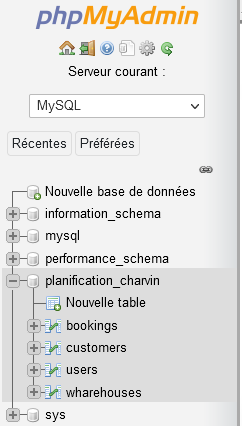 phpMyAdmin
Serveur courant :
MySQL
Récentes Préférées
Nouvelle base de données
information_schema
mysql
performance_schema
planification_charvin
Nouvelle table
bookings
customers
users
wharehouses
sys